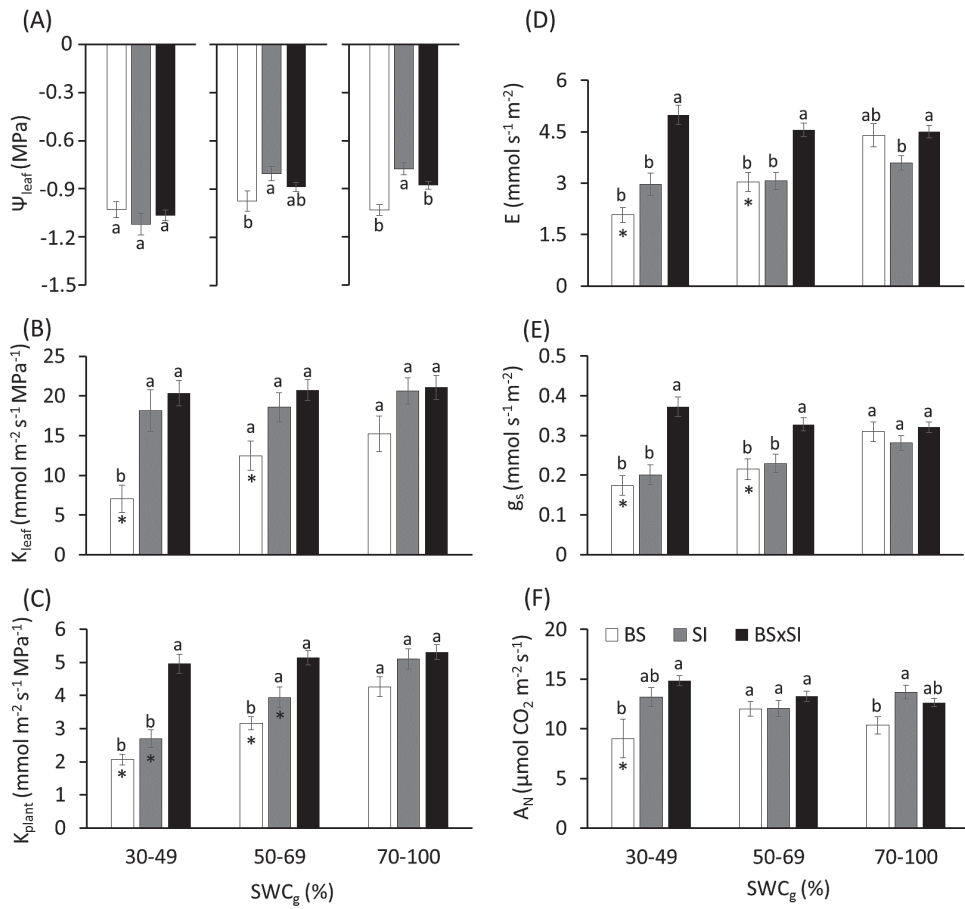 (A)
Ψleaf (MPa)
0
-0.3
-0.6
-0.9
-1.2
-1.5
a a a
b a ab
b a b
(B)
Kleaf (mmol m-2 s-1 MPa-1)
25
20
15
10
5
0
b a a
*
a a a
*
a a a
(C)
Kplant (mmol m-2 s-1 MPa-1)
6
5
4
3
2
1
0
b b a
* *
b a a
* *
a a a
30-49 50-69 70-100
SWCg (%)
(D)
E (mmol s-1 m-2)
6
4.5
3
1.5
0
b b a
*
b b a
*
ab b a
(E)
gs (mmol s-1 m-2)
0.5
0.4
0.3
0.2
0.1
0
b b a
*
b b a
*
a a a
(F)
AN (μmol CO2 m-2 s-1)
20
15
10
5
0
BS SI BSxSI
b ab a
*
a a a
b a ab
30-49 50-69 70-100
SWCg (%)